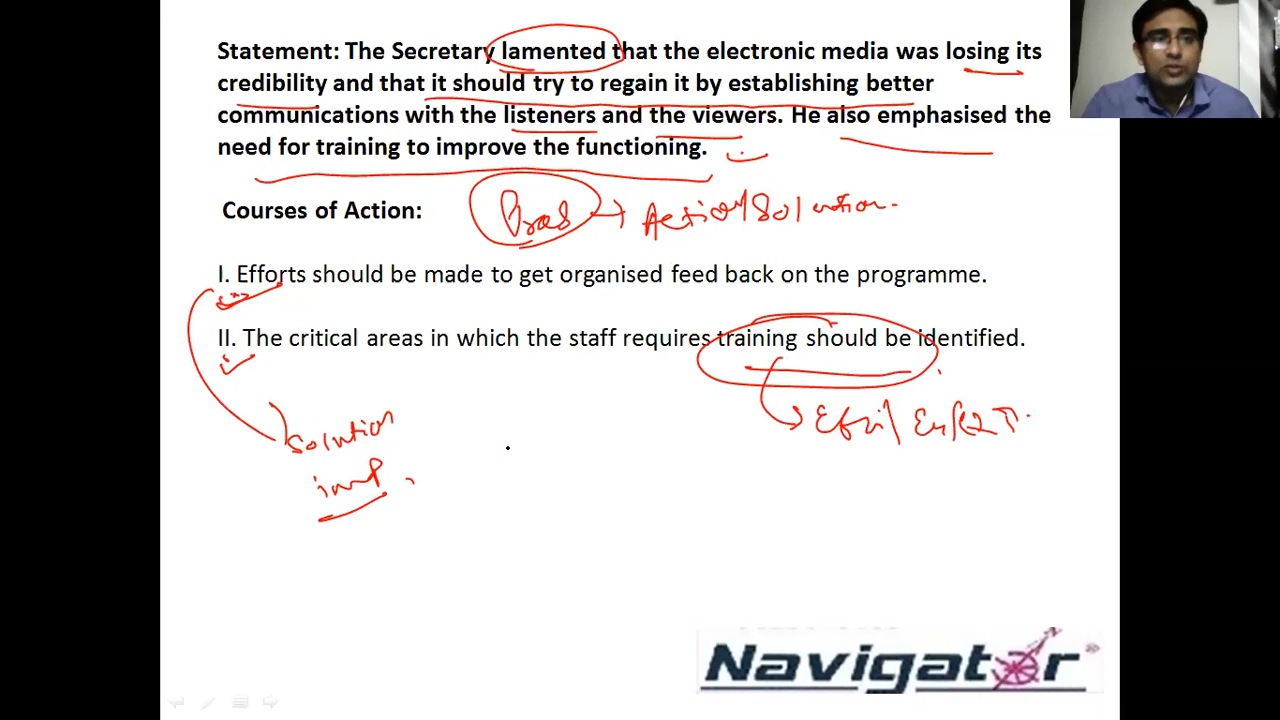 Statement: The Secretary lamented that the electronic media was losing its
credibility and that it should try to regain it by establishing better
communications with the listeners and the viewers. He also emphasised the
need for training to improve the functioning.
Courses of Action:
Action/Solution.
I. Efforts should be made to get organised feed back on the programme.
II. The critical areas in which the staff requires training should be identified.
Solution
imp
Navigator